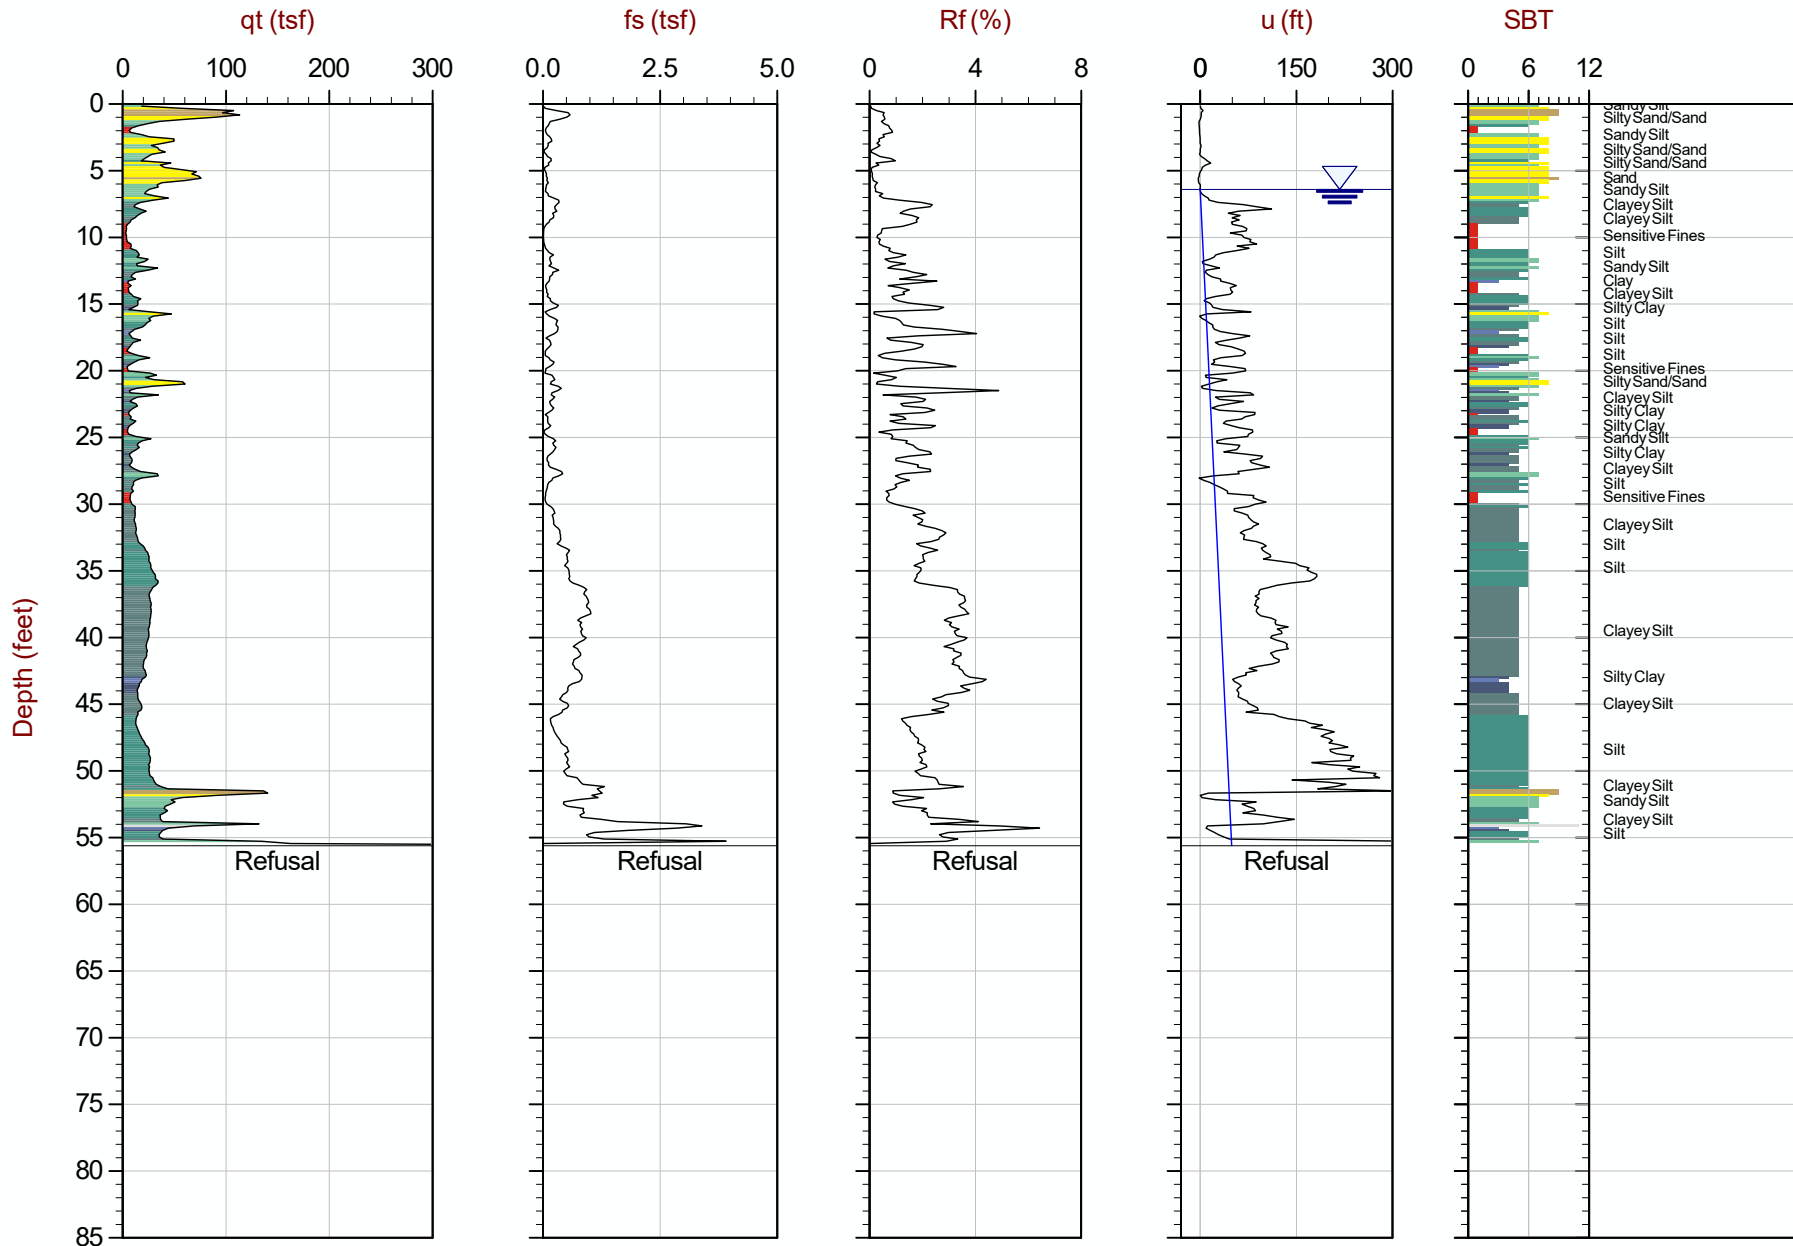 qt (tsf) fs (tsf) Rf (%) u (ft) SBT
0 100 200 300 0.0 2.5 5.0 0 4 8 0 150 300 0 6 12
Depth (feet)
0
5
10
15
20
25
30
35
40
45
50
55
60
65
70
75
80
85
Sandy Silt
Silty Sand/Sand
Sandy Silt
Silty Sand/Sand
Silty Sand/Sand
Sand
Sandy Silt
Clayey Silt
Clayey Silt
Sensitive Fines
Silt
Sandy Silt
Clay
Clayey Silt
Silty Clay
Silt
Silt
Silt
Sensitive Fines
Silty Sand/Sand
Clayey Silt
Silty Clay
Silty Clay
Sandy Silt
Silty Clay
Clayey Silt
Silt
Sensitive Fines
Clayey Silt
Silt
Silt
Clayey Silt
Silty Clay
Clayey Silt
Silt
Clayey Silt
Sandy Silt
Clayey Silt
Silt
Refusal Refusal Refusal Refusal